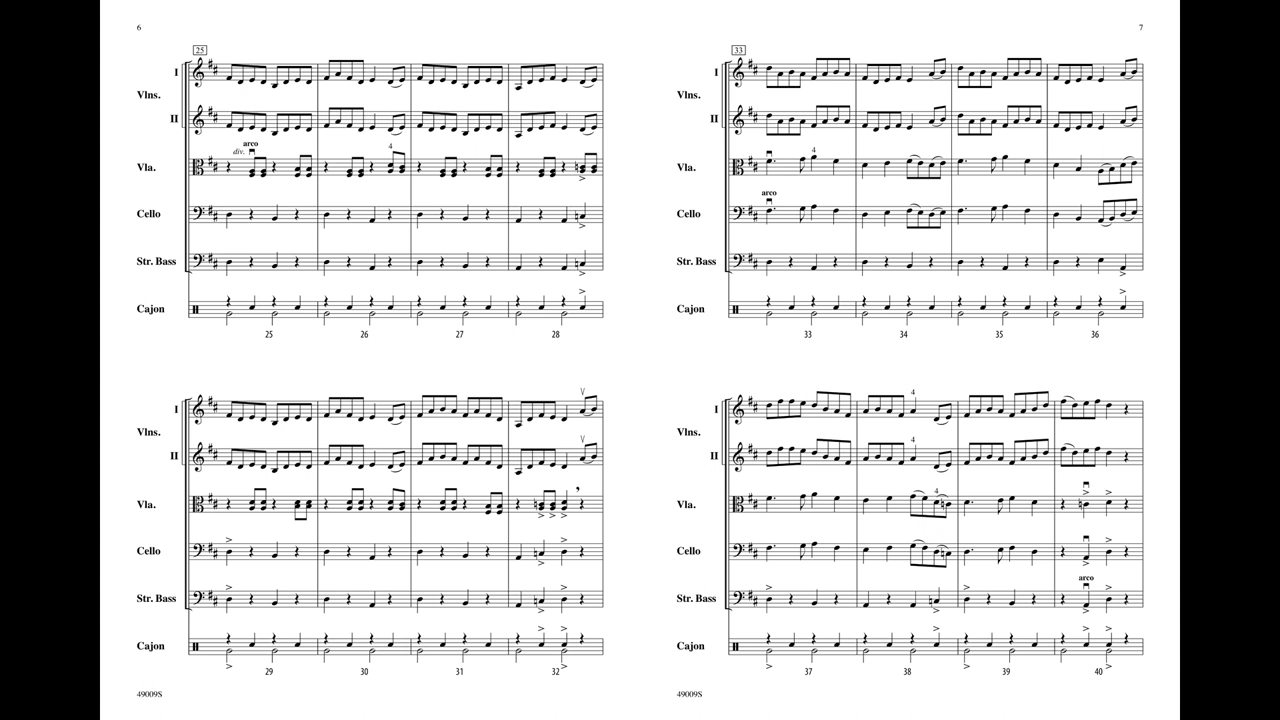 6
25
I
Vlns.
II
arco
div.
4
Vla.
Cello
Str. Bass
Cajon
25 26 27 28
I
Vlns.
II
Vla.
Cello
Str. Bass
Cajon
29 30 31 32
49009S
7
33
I
Vlns.
II
4
Vla.
arco
Cello
Str. Bass
Cajon
33 34 35 36
4
I
Vlns.
4
II
4
Vla.
Cello
arco
Str. Bass
Cajon
37 38 39 40
49009S